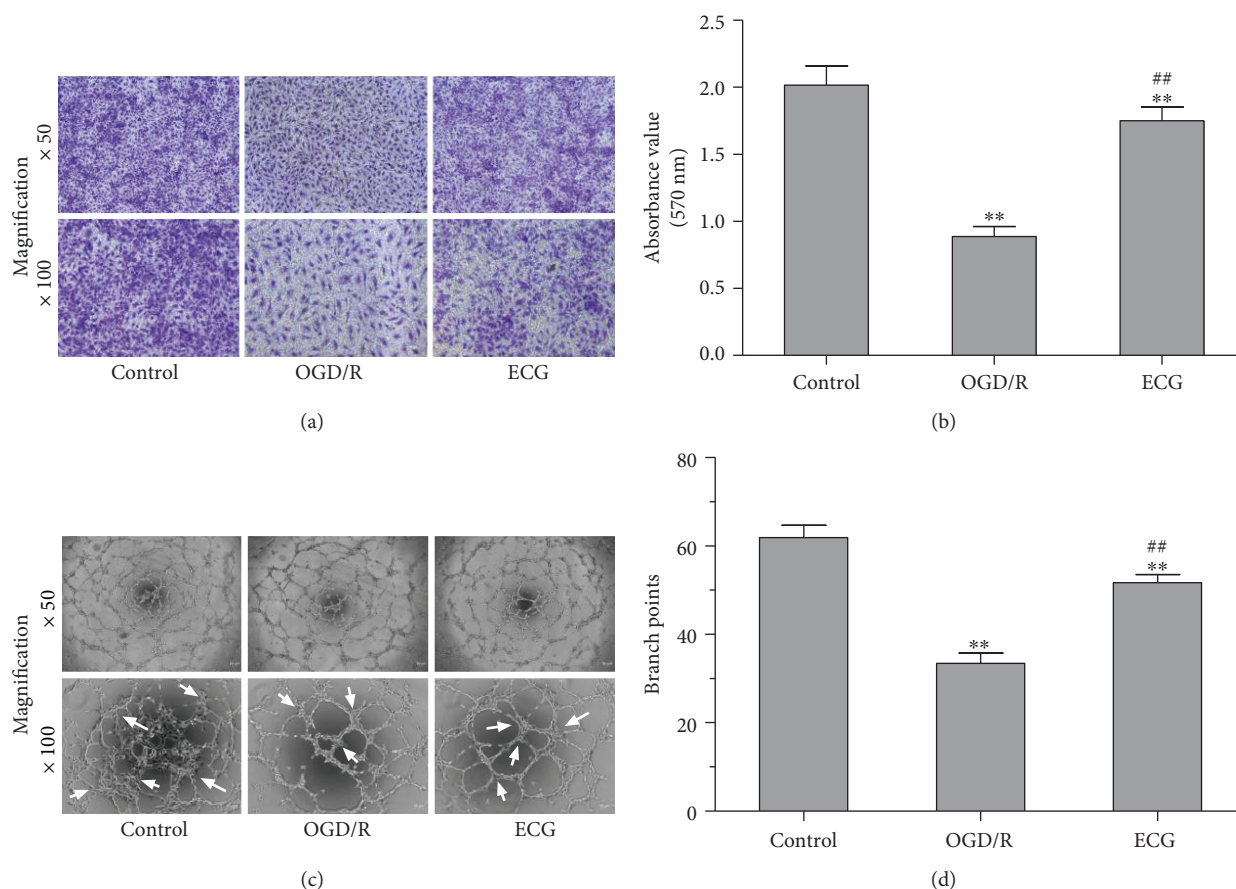 Magnification
× 50
× 100
Control
OGD/R
ECG
(a)
Absorbance value
(570 nm)
2.5
2.0
1.5
1.0
0.5
0.0
**
##
**
Control
OGD/R
ECG
(b)
Magnification
× 50
× 100
Control
OGD/R
ECG
(c)
Branch points
80
60
40
20
0
**
##
**
Control
OGD/R
ECG
(d)